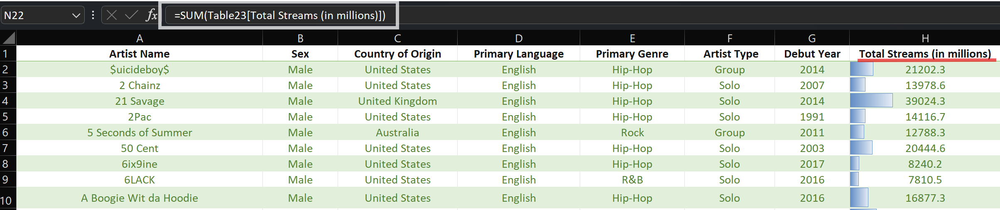 N22 fx =SUM(Table23[Total Streams (in millions)])
A B C D E F G H
1 Artist Name Sex Country of Origin Primary Language Primary Genre Artist Type Debut Year Total Streams (in millions)
2 $uicideboy$ Male United States English Hip-Hop Group 2014 21202.3
3 2 Chainz Male United States English Hip-Hop Solo 2007 13978.6
4 21 Savage Male United Kingdom English Hip-Hop Solo 2014 39024.3
5 2Pac Male United States English Hip-Hop Solo 1991 14116.7
6 5 Seconds of Summer Male Australia English Rock Group 2011 12788.3
7 50 Cent Male United States English Hip-Hop Solo 2003 20444.6
8 6ix9ine Male United States English Hip-Hop Solo 2017 8240.2
9 6LACK Male United States English R&B Solo 2016 7810.5
10 A Boogie Wit da Hoodie Male United States English Hip-Hop Solo 2016 16877.3